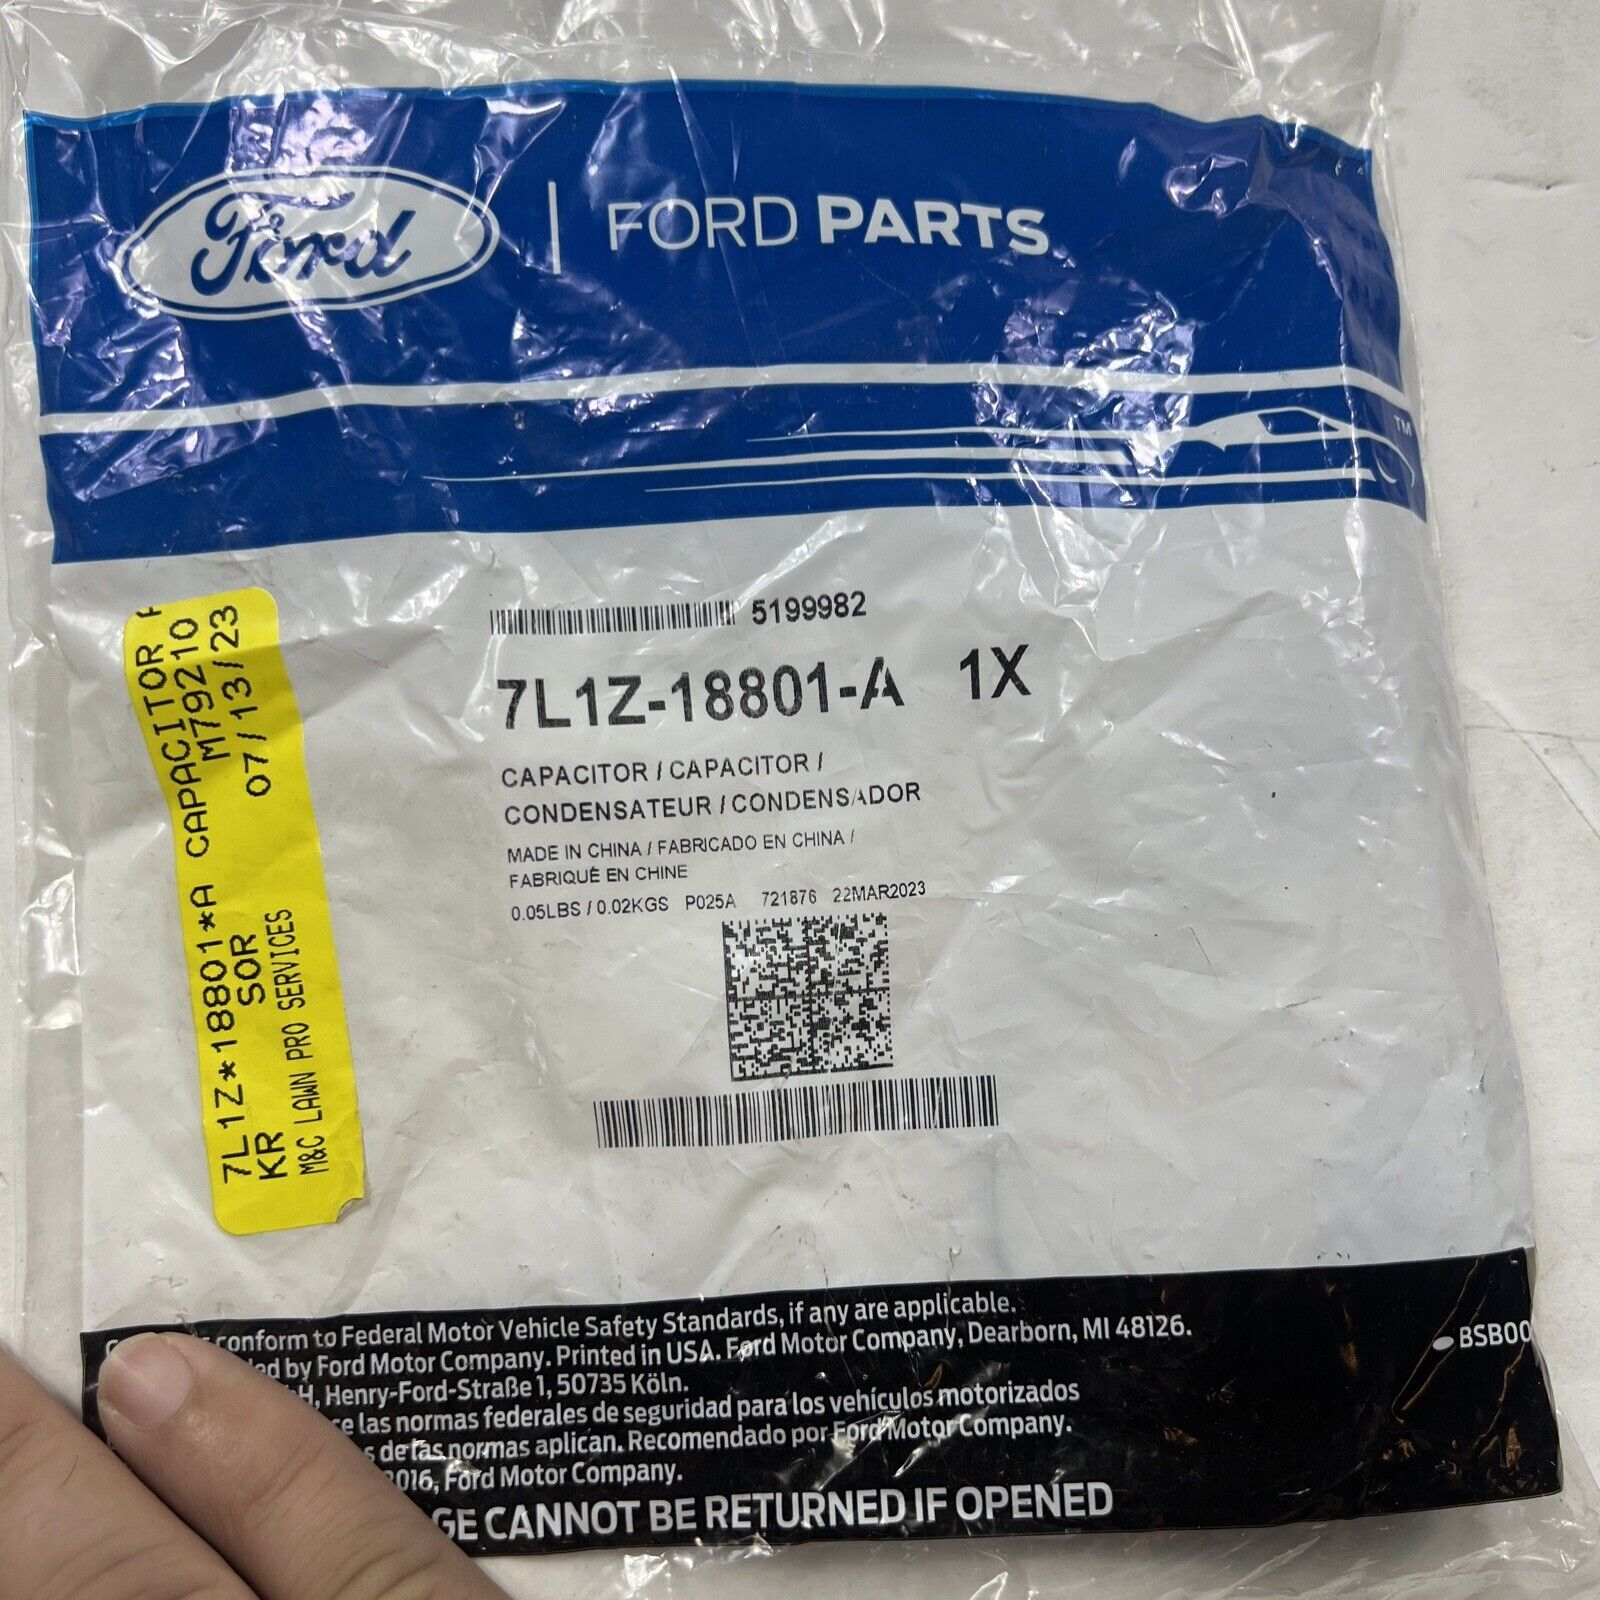 Ford
FORD PARTS
TM
5199982
7L1Z-18801-A 1X
CAPACITOR / CAPACITOR /
CONDENSATEUR / CONDENSADOR
MADE IN CHINA / FABRICADO EN CHINA /
FABRIQUÉ EN CHINE
0.05LBS / 0.02KGS P025A 721876 22MAR2023
7L1Z*18801*A CAPACITOR
KR SOR M79210
07/13/23
M&C LAWN PRO SERVICES
conform to Federal Motor Vehicle Safety Standards, if any are applicable.
by Ford Motor Company. Printed in USA. Ford Motor Company, Dearborn, MI 48126.
Henry-Ford-Straße 1, 50735 Köln.
las normas federales de seguridad para los vehículos motorizados
de las normas aplican. Recomendado por Ford Motor Company.
2016, Ford Motor Company.
CANNOT BE RETURNED IF OPENED
BSB00